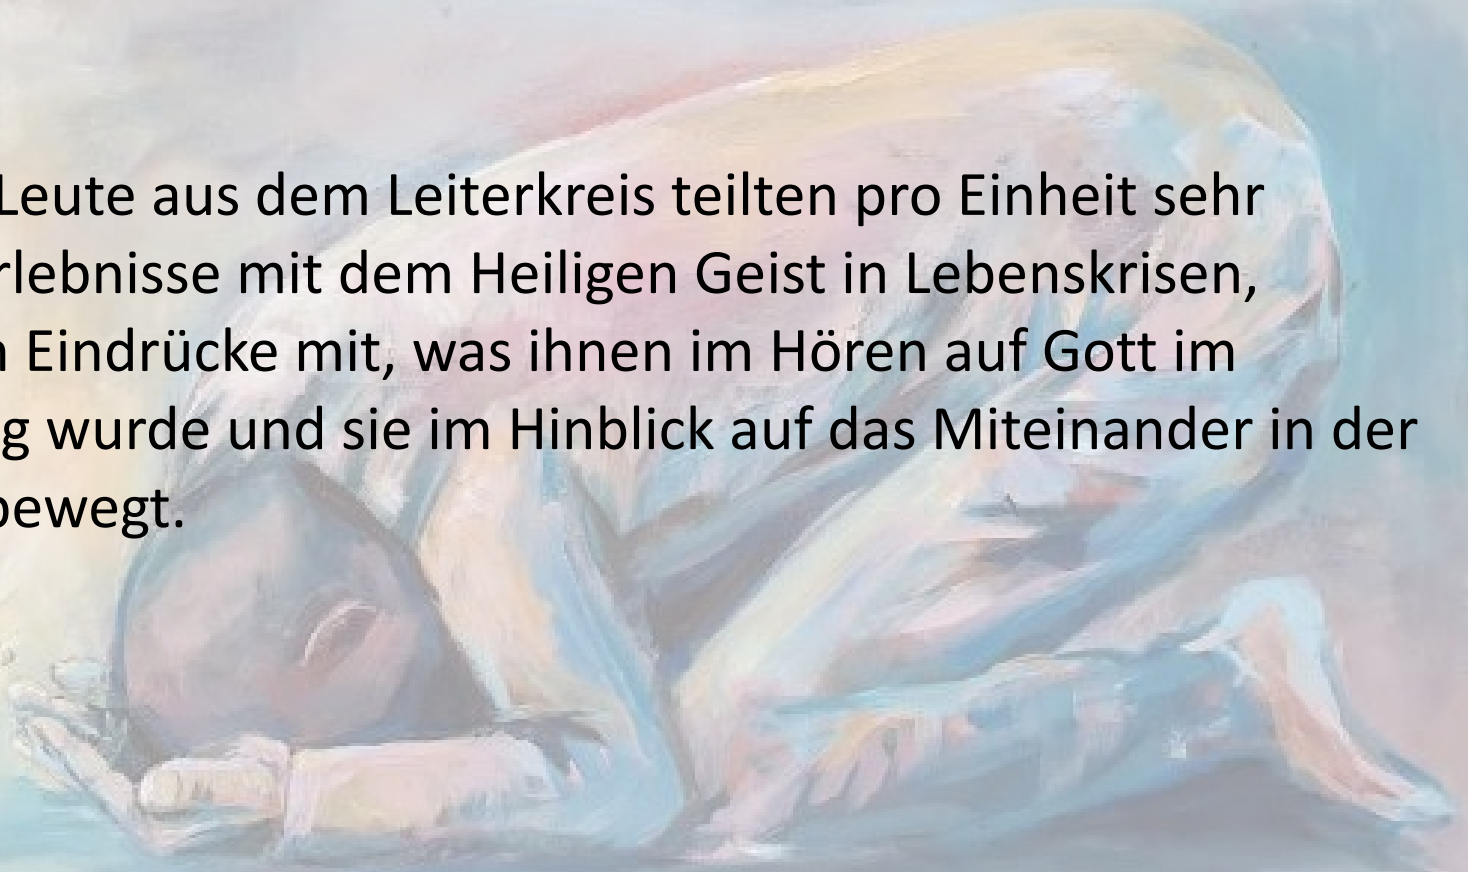 Leute aus dem Leiterkreis teilten pro Einheit sehr
rlebnisse mit dem Heiligen Geist in Lebenskrisen,
n Eindrücke mit, was ihnen im Hören auf Gott im
g wurde und sie im Hinblick auf das Miteinander in der
bewegt.